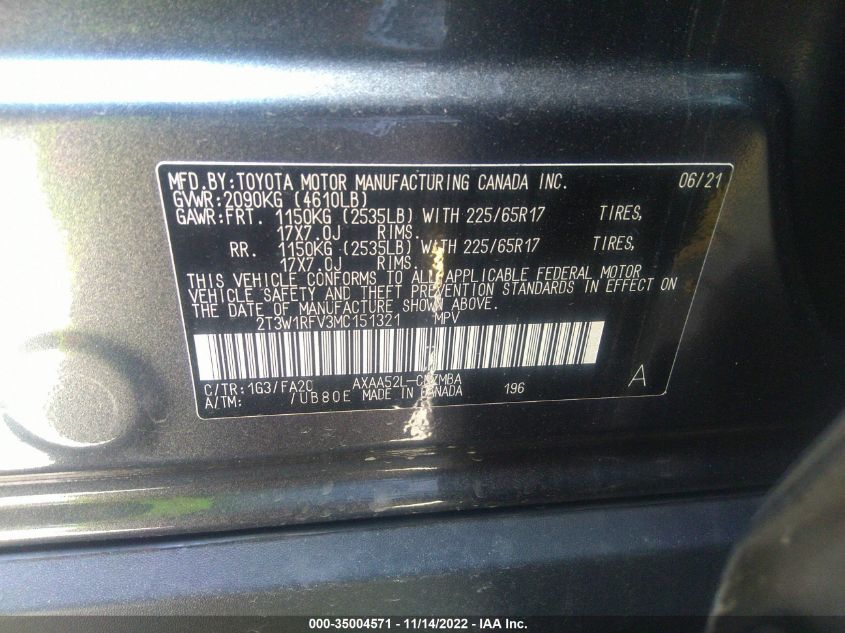 MFD.BY:TOYOTA MOTOR MANUFACTURING CANADA INC. 06/21
GVWR:2090KG (4610LB)
GAWR:FRT. 1150KG (2535LB) WITH 225/65R17 TIRES,
17X7.0J RIMS.
RR. 1150KG (2535LB) WITH 225/65R17 TIRES,
17X7.0J RIMS.
THIS VEHICLE CONFORMS TO ALL APPLICABLE FEDERAL MOTOR
VEHICLE SAFETY AND THEFT PREVENTION STANDARDS IN EFFECT ON
THE DATE OF MANUFACTURE SHOWN ABOVE.
2T3W1RFV3MC151321 MPV
C/TR:1G3/FA20 A
A/TM: /UB80E MADE IN CANADA 196
000-35004571 - 11/14/2022 - IAA Inc.